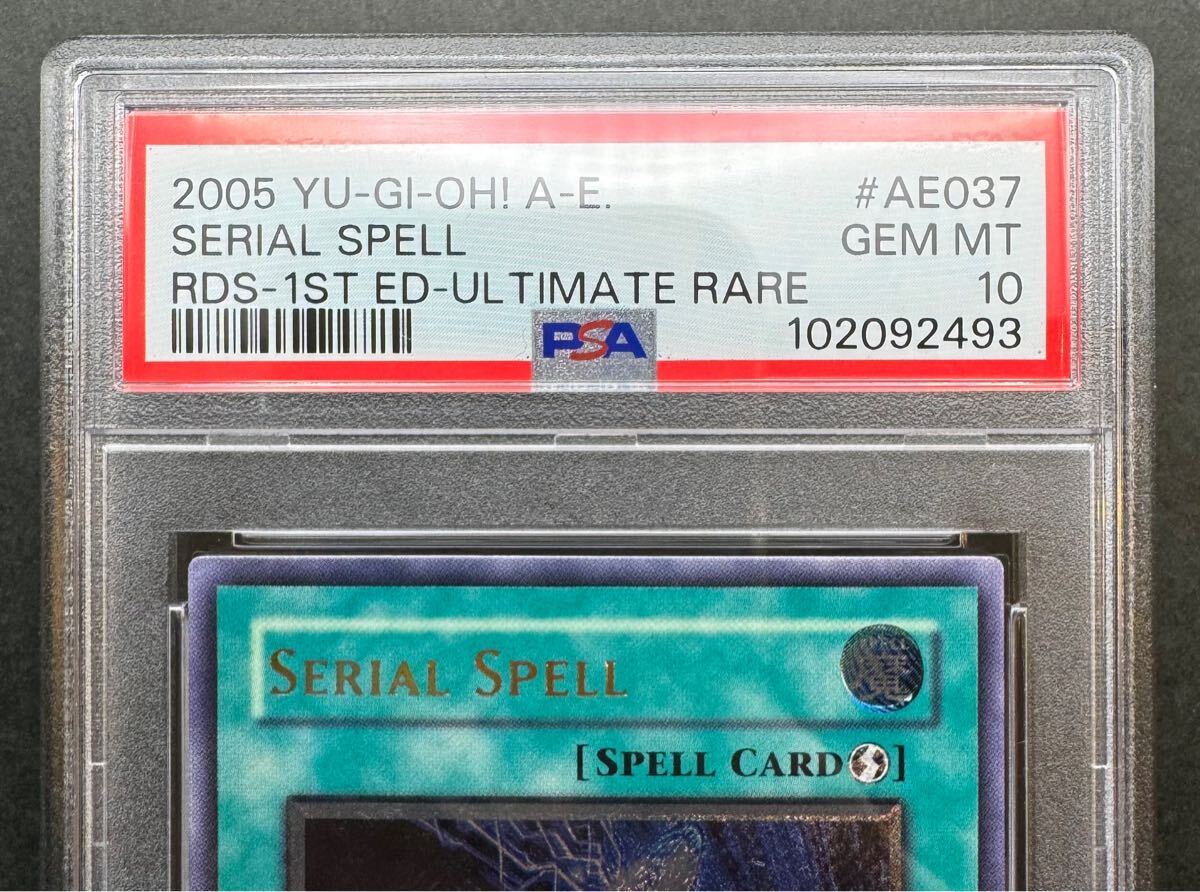 2005 YU-GI-OH! A-E. #AE037
SERIAL SPELL GEM MT
RDS-1ST ED-ULTIMATE RARE 10
PSA 102092493
SERIAL SPELL
[SPELL CARD]